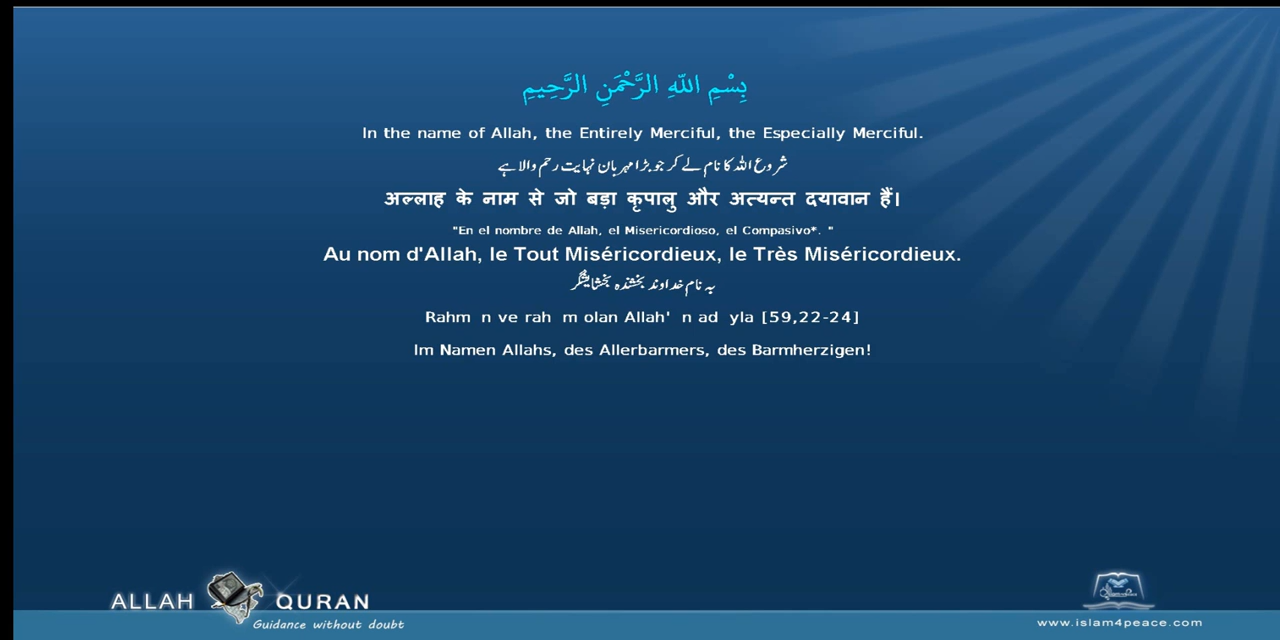 بِسْمِ اللَّهِ الرَّحْمَنِ الرَّحِيمِ
In the name of Allah, the Entirely Merciful, the Especially Merciful.
شروع الله کا نام لے کر جو بڑا مہربان نہایت رحم والا ہے
अल्लाह के नाम से जो बड़ा कृपालु और अत्यन्त दयावान हैं।
"En el nombre de Allah, el Misericordioso, el Compasivo*. "
Au nom d'Allah, le Tout Miséricordieux, le Très Miséricordieux.
به نام خداوند بخشنده بخشایشگر
Rahm n ve rah m olan Allah' n ad yla [59,22-24]
Im Namen Allahs, des Allerbarmers, des Barmherzigen!
ALLAH QURAN
Guidance without doubt
www.islam4peace.com